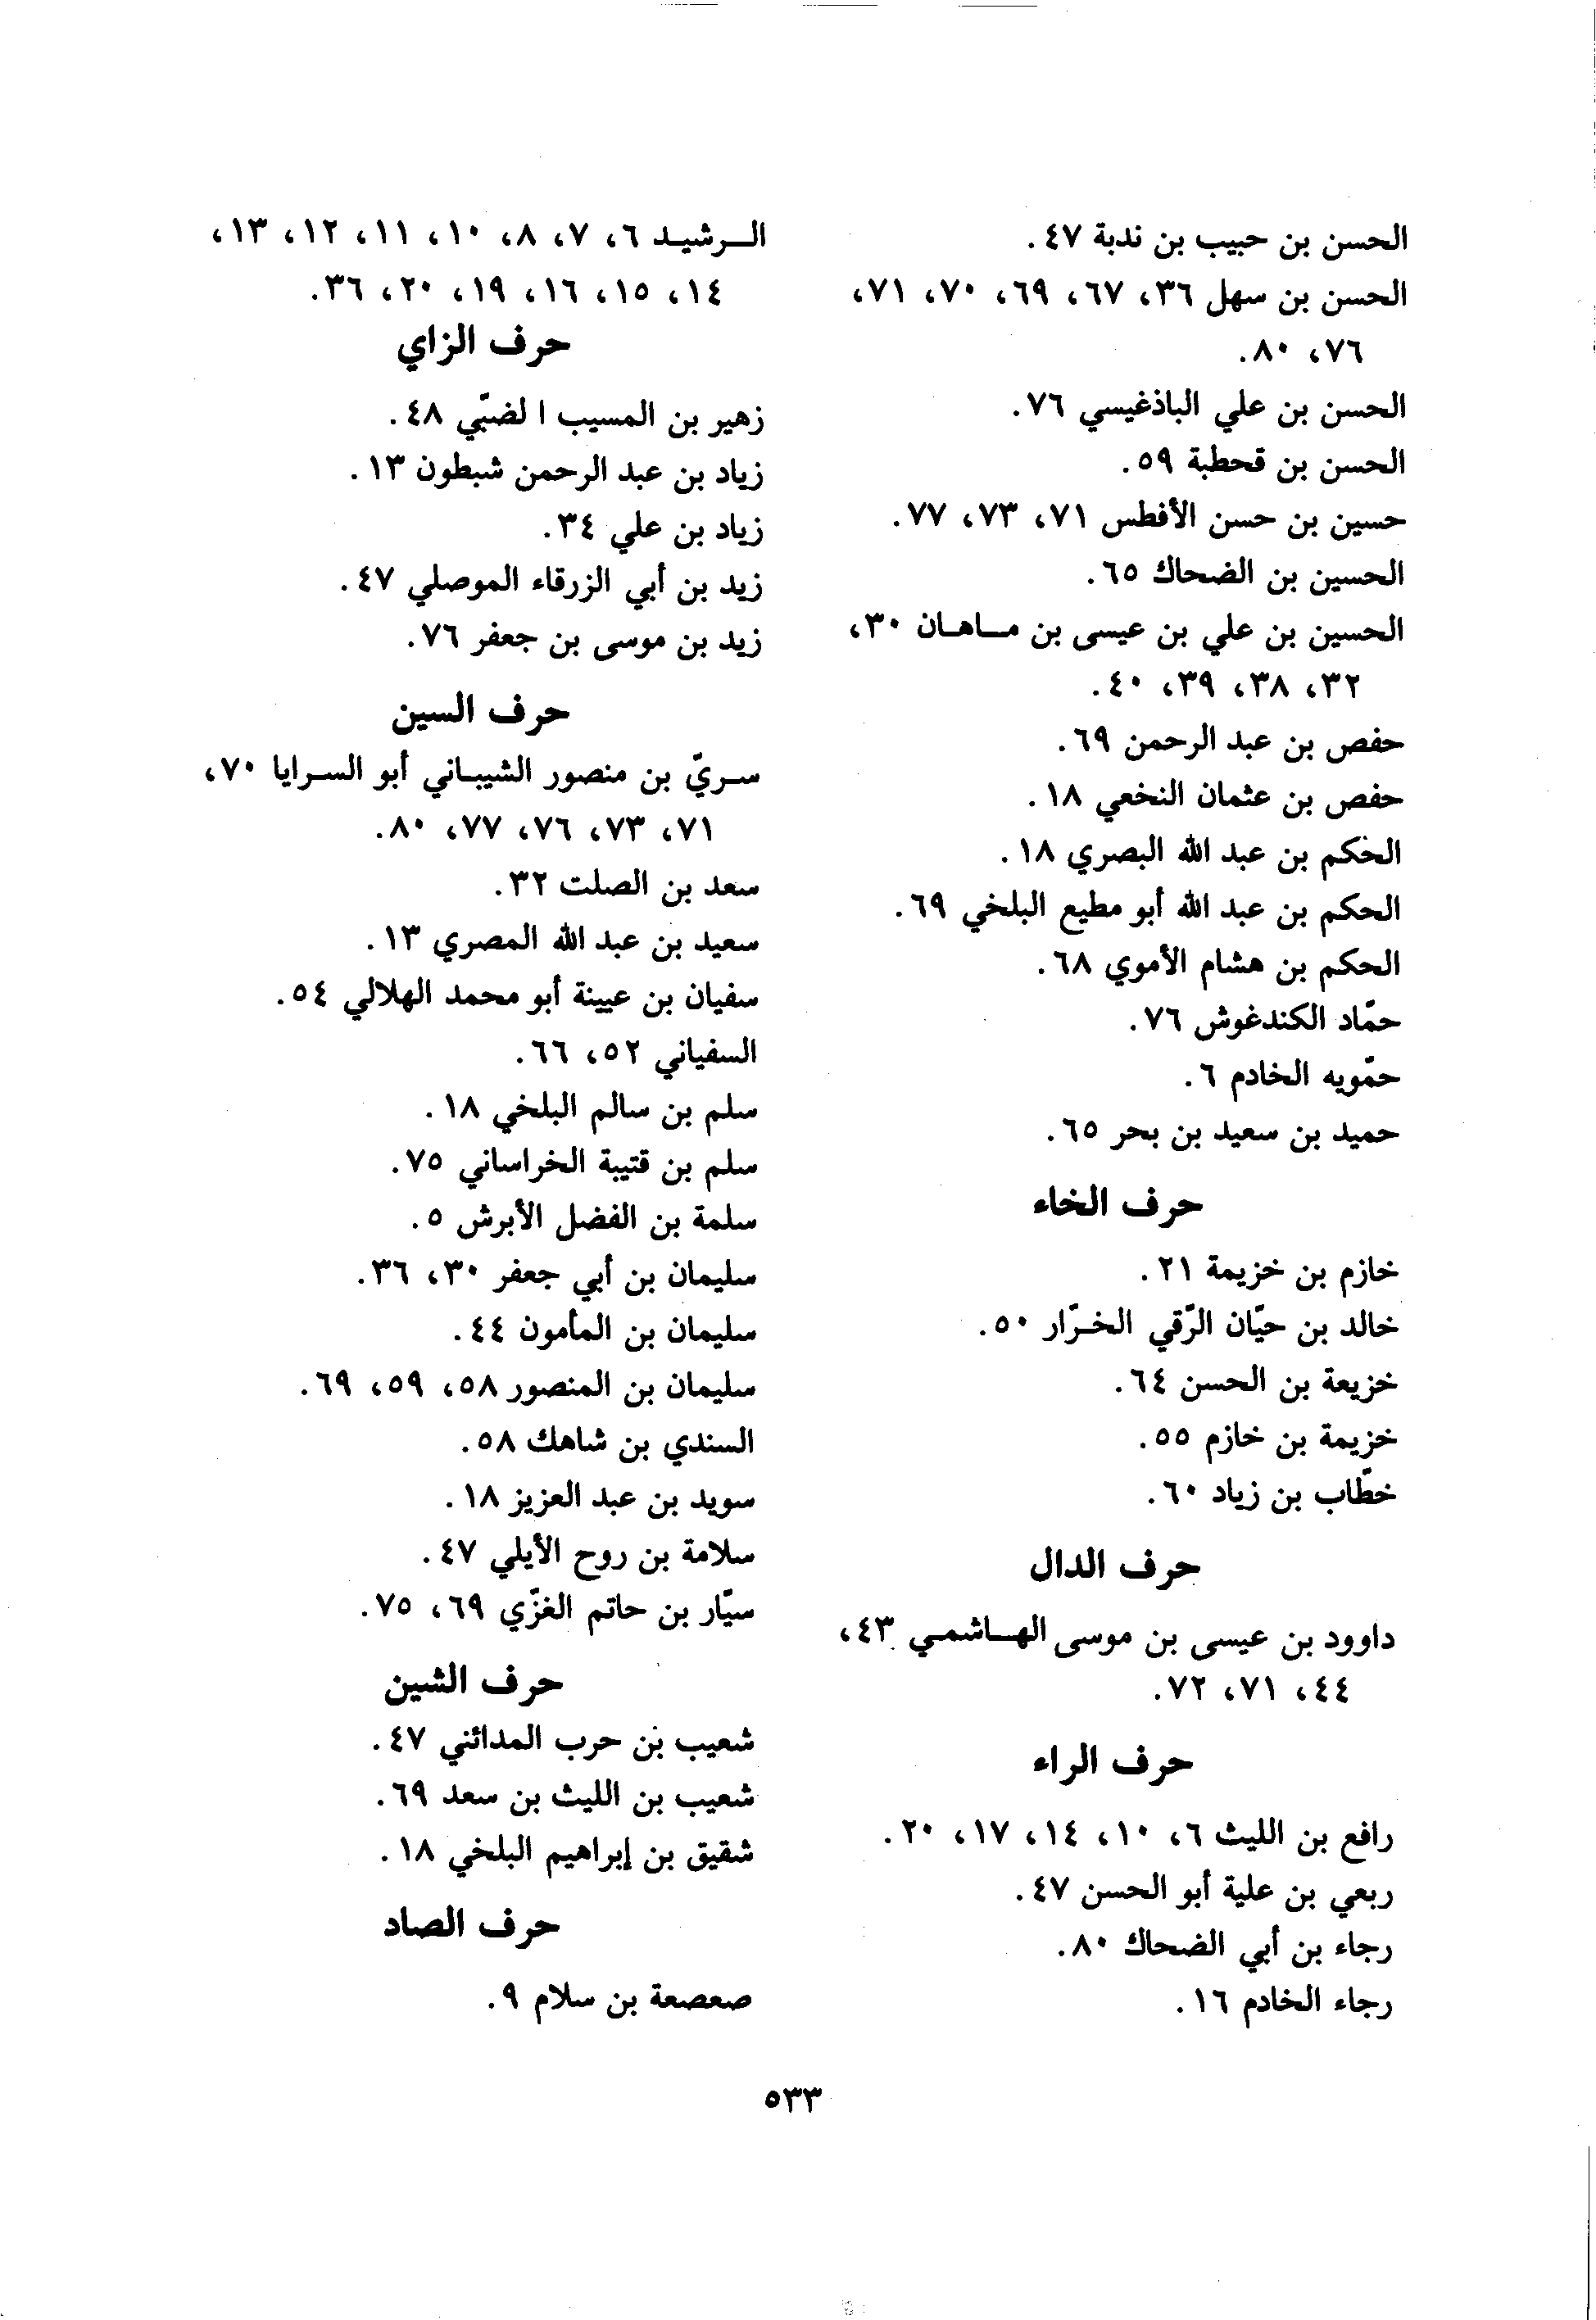 الحسن بن حبيب بن ندبة ٤٧.
الحسن بن سهل ٣٦، ٦٧، ٦٩، ٧٠، ٧١،
٧٦، ٨٠.
الحسن بن علي الباذغيسي ٧٦.
الحسن بن قحطبة ٥٩.
حسين بن حسن الأفطس ٧١، ٧٣، ٧٧.
الحسين بن الضحاك ٦٥.
الحسين بن علي بن عيسى بن ماهان ٣٠،
٣٢، ٣٨، ٣٩، ٤٠.
حفص بن عبد الرحمن ٦٩.
حفص بن عثمان النخعي ١٨.
الحكم بن عبد الله البصري ١٨.
الحكم بن عبد الله أبو مطيع البلخي ٦٩.
الحكم بن هشام الأموي ٦٨.
حمّاد الكندغوش ٧٦.
حمّويه الخادم ٦.
حميد بن سعيد بن بحر ٦٥.
حرف الخاء
خازم بن خزيمة ٢١.
خالد بن حيّان الرّقي الخرّار ٥٠.
خزيعة بن الحسن ٦٤.
خزيمة بن خازم ٥٥.
خطّاب بن زياد ٦٠.
حرف الدال
داوود بن عيسى بن موسى الهاشمي ٤٣،
٤٤، ٧١، ٧٢.
حرف الراء
رافع بن الليث ٦، ١٠، ١٤، ١٧، ٢٠.
ربعي بن علية أبو الحسن ٤٧.
رجاء بن أبي الضحاك ٨٠.
رجاء الخادم ١٦.
الرشيد ٦، ٧، ٨، ١٠، ١١، ١٢، ١٣،
١٤، ١٥، ١٦، ١٩، ٢٠، ٣٦.
حرف الزاي
زهير بن المسيب ا لضبّي ٤٨.
زياد بن عبد الرحمن شبطون ١٣.
زياد بن علي ٣٤.
زيد بن أبي الزرقاء الموصلي ٤٧.
زيد بن موسى بن جعفر ٧٦.
حرف السين
سريّ بن منصور الشيباني أبو السرايا ٧٠،
٧١، ٧٣، ٧٦، ٧٧، ٨٠.
سعد بن الصلت ٣٢.
سعيد بن عبد الله المصري ١٣.
سفيان بن عيينة أبو محمد الهلالي ٥٤.
السفياني ٥٢، ٦٦.
سلم بن سالم البلخي ١٨.
سلم بن قتيبة الخراساني ٧٥.
سلمة بن الفضل الأبرش ٥.
سليمان بن أبي جعفر ٣٠، ٣٦.
سليمان بن المأمون ٤٤.
سليمان بن المنصور ٥٨، ٥٩، ٦٩.
السندي بن شاهك ٥٨.
سويد بن عبد العزيز ١٨.
سلامة بن روح الأيلي ٤٧.
سيّار بن حاتم الغزّي ٦٩، ٧٥.
حرف الشين
شعيب بن حرب المدائني ٤٧.
شعيب بن الليث بن سعد ٦٩.
شقيق بن إبراهيم البلخي ١٨.
حرف الصاد
صعصعة بن سلام ٩.
٥٣٣